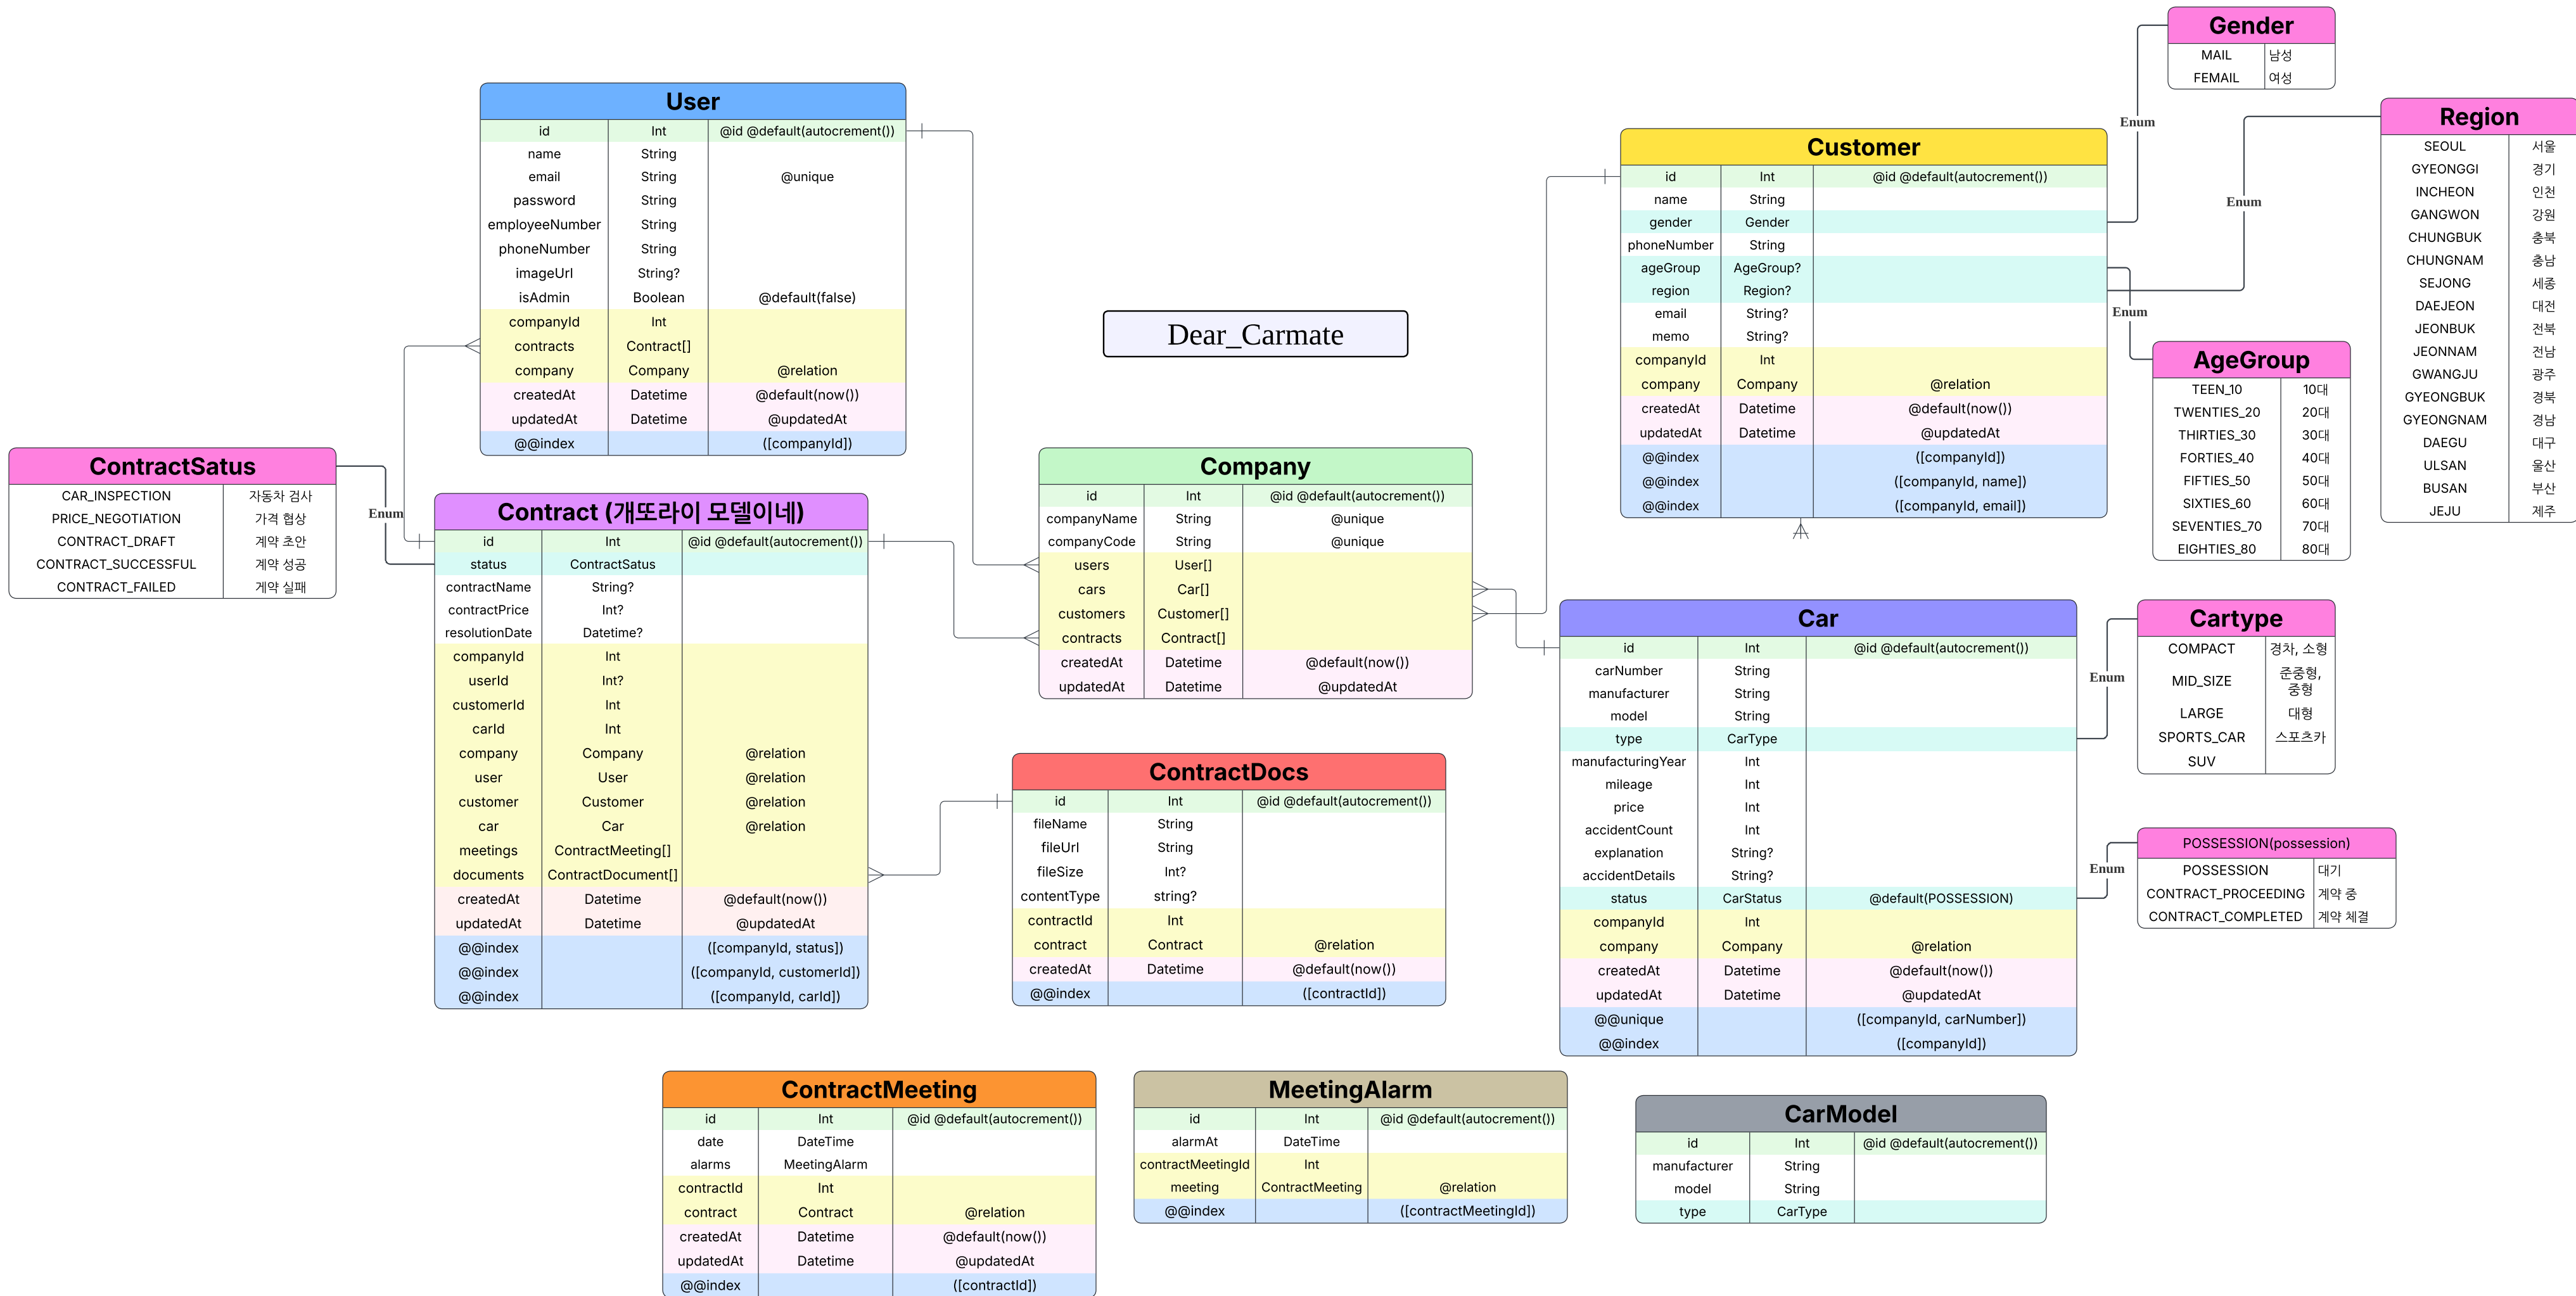 Gender
MAIL 남성
FEMAIL 여성
Enum
Region
SEOUL 서울
GYEONGGI 경기
INCHEON 인천
GANGWON 강원
CHUNGBUK 충북
CHUNGNAM 충남
SEJONG 세종
DAEJEON 대전
JEONBUK 전북
JEONNAM 전남
GWANGJU 광주
GYEONGBUK 경북
GYEONGNAM 경남
DAEGU 대구
ULSAN 울산
BUSAN 부산
JEJU 제주
Enum
User
id Int @id @default(autocrement())
name String
email String @unique
password String
employeeNumber String
phoneNumber String
imageUrl String?
isAdmin Boolean @default(false)
companyId Int
contracts Contract[]
company Company @relation
createdAt Datetime @default(now())
updatedAt Datetime @updatedAt
@@index ([companyId])
Customer
id Int @id @default(autocrement())
name String
gender Gender
phoneNumber String
ageGroup AgeGroup?
region Region?
email String?
memo String?
companyId Int
company Company @relation
createdAt Datetime @default(now())
updatedAt Datetime @updatedAt
@@index ([companyId])
@@index ([companyId, name])
@@index ([companyId, email])
Enum
AgeGroup
TEEN_10 10대
TWENTIES_20 20대
THIRTIES_30 30대
FORTIES_40 40대
FIFTIES_50 50대
SIXTIES_60 60대
SEVENTIES_70 70대
EIGHTIES_80 80대
Dear_Carmate
ContractSatus
CAR_INSPECTION 자동차 검사
PRICE_NEGOTIATION 가격 협상
CONTRACT_DRAFT 계약 초안
CONTRACT_SUCCESSFUL 계약 성공
CONTRACT_FAILED 게약 실패
Enum
Contract (개또라이 모델이네)
id Int @id @default(autocrement())
status ContractSatus
contractName String?
contractPrice Int?
resolutionDate Datetime?
companyId Int
userId Int?
customerId Int
carId Int
company Company @relation
user User @relation
customer Customer @relation
car Car @relation
meetings ContractMeeting[]
documents ContractDocument[]
createdAt Datetime @default(now())
updatedAt Datetime @updatedAt
@@index ([companyId, status])
@@index ([companyId, customerId])
@@index ([companyId, carId])
Company
id Int @id @default(autocrement())
companyName String @unique
companyCode String @unique
users User[]
cars Car[]
customers Customer[]
contracts Contract[]
createdAt Datetime @default(now())
updatedAt Datetime @updatedAt
ContractDocs
id Int @id @default(autocrement())
fileName String
fileUrl String
fileSize Int?
contentType string?
contractId Int
contract Contract @relation
createdAt Datetime @default(now())
@@index ([contractId])
Car
id Int @id @default(autocrement())
carNumber String
manufacturer String
model String
type CarType
manufacturingYear Int
mileage Int
price Int
accidentCount Int
explanation String?
accidentDetails String?
status CarStatus @default(POSSESSION)
companyId Int
company Company @relation
createdAt Datetime @default(now())
updatedAt Datetime @updatedAt
@@unique ([companyId, carNumber])
@@index ([companyId])
Enum
Cartype
COMPACT 경차, 소형
MID_SIZE 준중형,
중형
LARGE 대형
SPORTS_CAR 스포츠카
SUV
Enum
POSSESSION(possession)
POSSESSION 대기
CONTRACT_PROCEEDING 계약 중
CONTRACT_COMPLETED 계약 체결
ContractMeeting
id Int @id @default(autocrement())
date DateTime
alarms MeetingAlarm
contractId Int
contract Contract @relation
createdAt Datetime @default(now())
updatedAt Datetime @updatedAt
@@index ([contractId])
MeetingAlarm
id Int @id @default(autocrement())
alarmAt DateTime
contractMeetingId Int
meeting ContractMeeting @relation
@@index ([contractMeetingId])
CarModel
id Int @id @default(autocrement())
manufacturer String
model String
type CarType